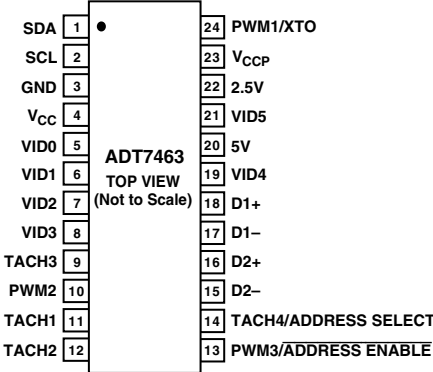 SDA 1
SCL 2
GND 3
VCC 4
VID0 5
VID1 6
VID2 7
VID3 8
TACH3 9
PWM2 10
TACH1 11
TACH2 12
ADT7463
TOP VIEW
(Not to Scale)
24 PWM1/XTO
23 VCCP
22 2.5V
21 VID5
20 5V
19 VID4
18 D1+
17 D1–
16 D2+
15 D2–
14 TACH4/ADDRESS SELECT
13 PWM3/ADDRESS ENABLE